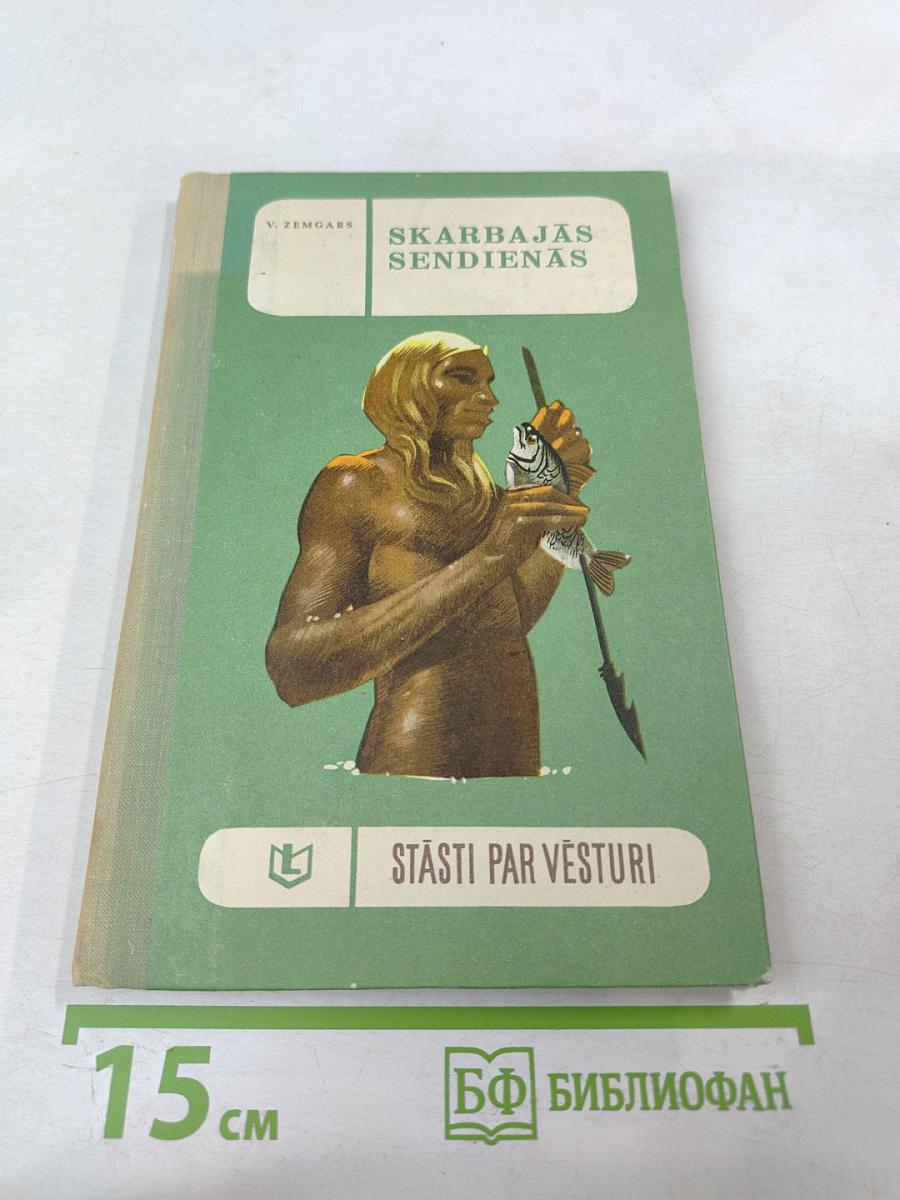 V. ZEMGARS
SKARBAJĀS
SENDIENĀS
L
STĀSTI PAR VĒSTURI
15 см
БФ БИБЛИОФАН